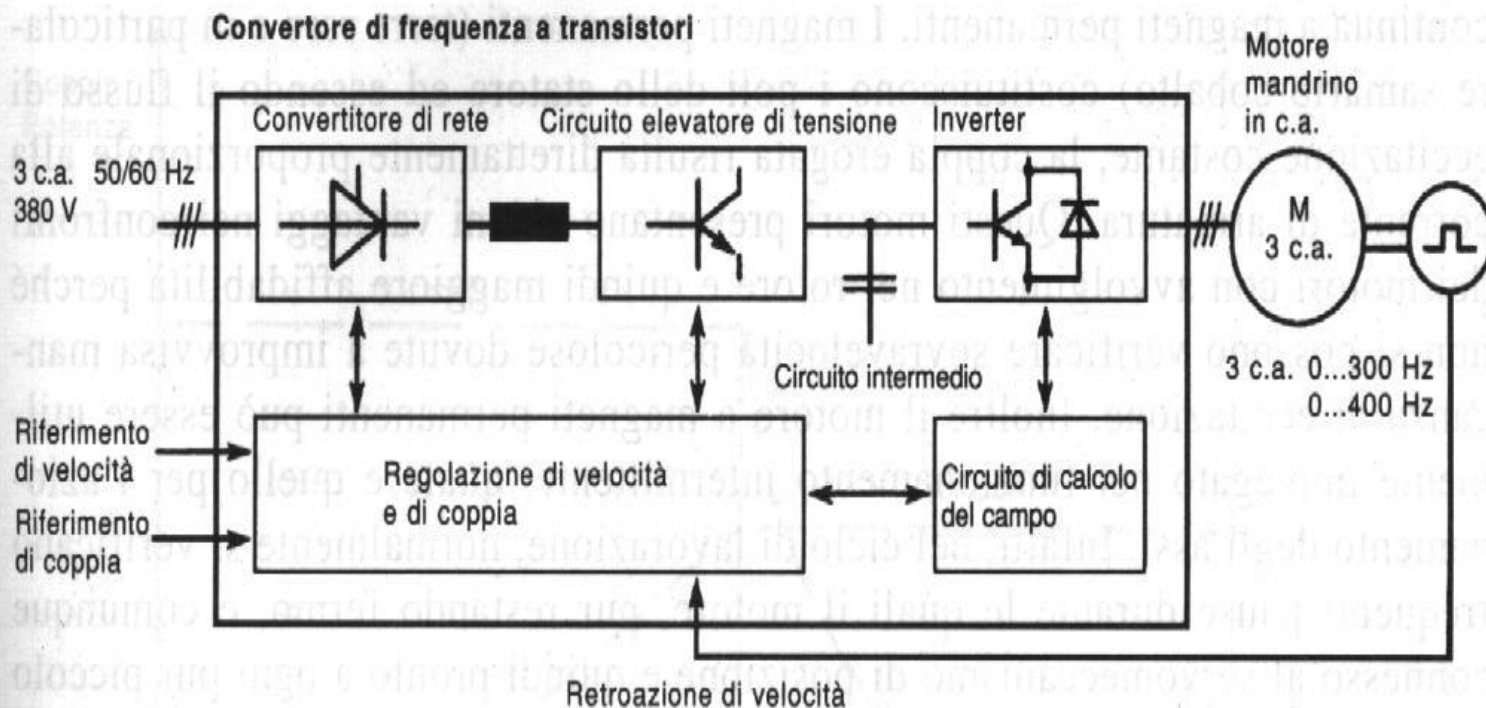 Convertore di frequenza a transistori
Motore
mandrino
in c.a.
Convertitore di rete
Circuito elevatore di tensione
Inverter
3 c.a. 50/60 Hz
380 V
M
3 c.a.
Circuito intermedio
3 c.a. 0...300 Hz
0...400 Hz
Riferimento
di velocità
Riferimento
di coppia
Regolazione di velocità
e di coppia
Circuito di calcolo
del campo
Retroazione di velocità